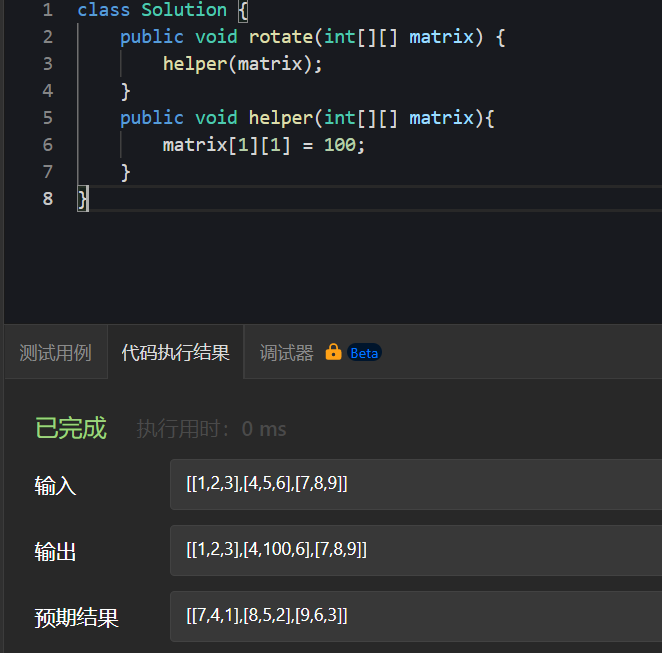 1 class Solution {
2     public void rotate(int[][] matrix) {
3         helper(matrix);
4     }
5     public void helper(int[][] matrix){
6         matrix[1][1] = 100;
7     }
8 }
测试用例 代码执行结果 调试器 Beta
已完成 执行用时: 0 ms
输入 [[1,2,3],[4,5,6],[7,8,9]]
输出 [[1,2,3],[4,100,6],[7,8,9]]
预期结果 [[7,4,1],[8,5,2],[9,6,3]]